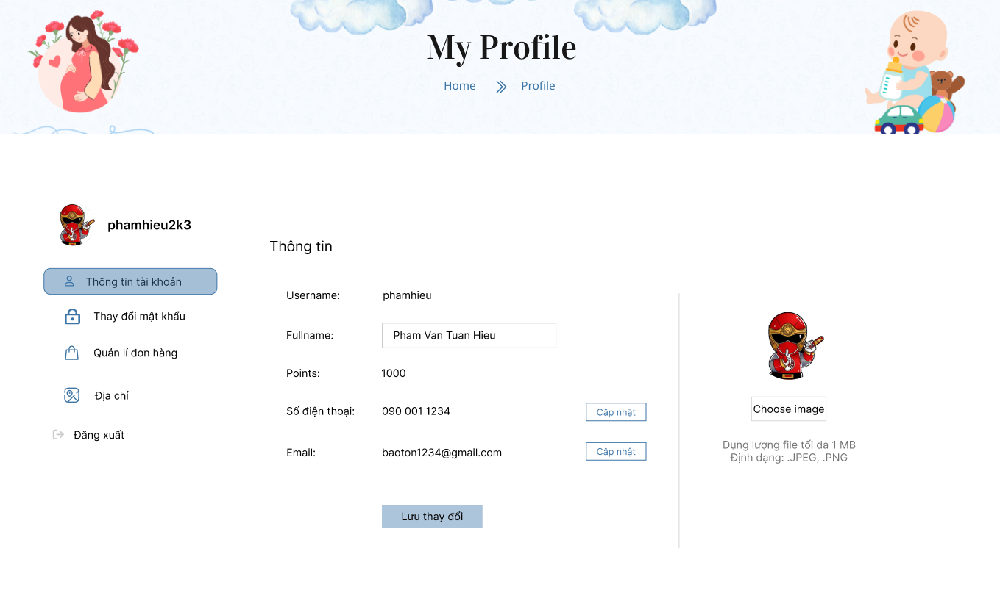 My Profile
Home Profile
phamhieu2k3
Thông tin tài khoản
Thay đổi mật khẩu
Quản lí đơn hàng
Địa chỉ
Đăng xuất
Thông tin
Username: phamhieu
Fullname: Pham Van Tuan Hieu
Points: 1000
Số điện thoại: 090 001 1234 Cập nhật
Email: baoton1234@gmail.com Cập nhật
Lưu thay đổi
Choose image
Dụng lượng file tối đa 1 MB
Định dạng: .JPEG, .PNG